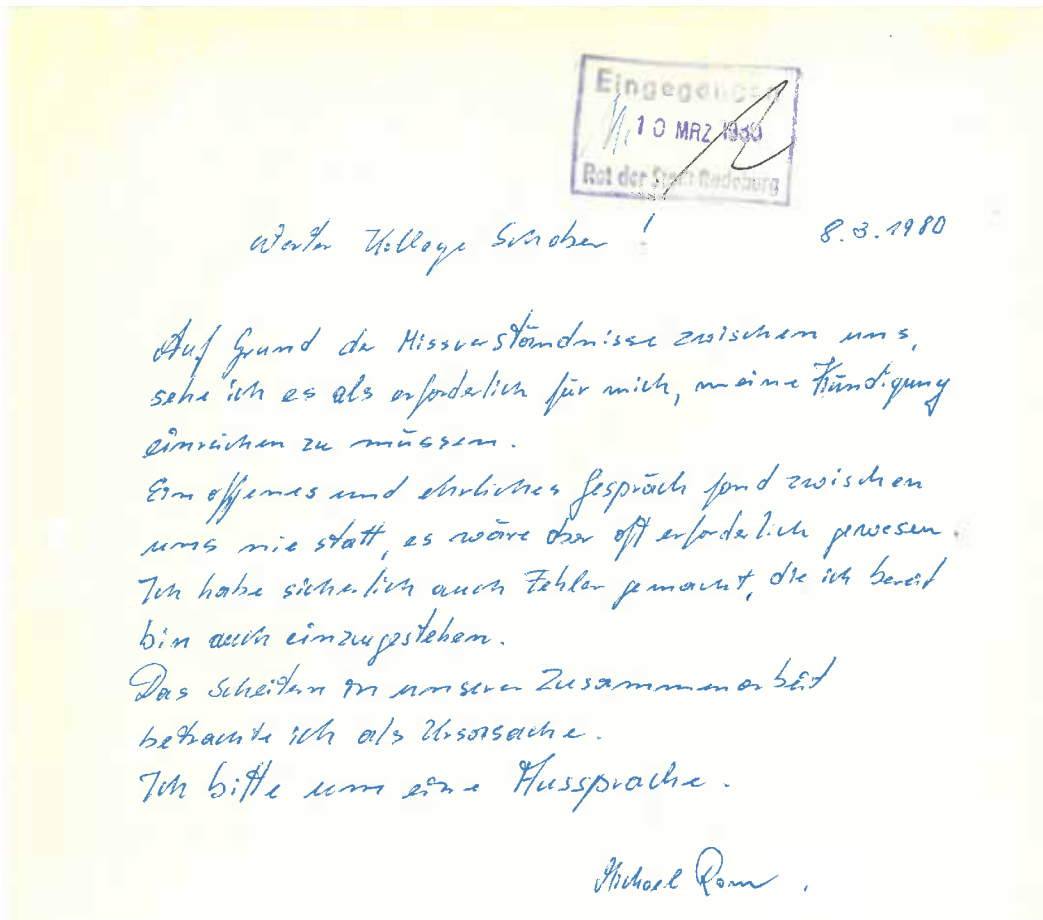 Eingegangen
10 MRZ 1980
Rat der Stadt Radeburg
Werter Kollege Schober !
8.3.1980
Auf Grund der Missverständnisse zwischen uns,
sehe ich es als erforderlich für mich, meine Kündigung
einreichen zu müssen.
Ein offenes und ehrliches Gespräch fand zwischen
uns nie statt, es wäre aber oft erforderlich gewesen.
Ich habe sicherlich auch Fehler gemacht, die ich bereit
bin auch einzugestehen.
Das Scheitern in unserer Zusammenarbeit
betrachte ich als Ursache.
Ich bitte um eine Aussprache.
Michael